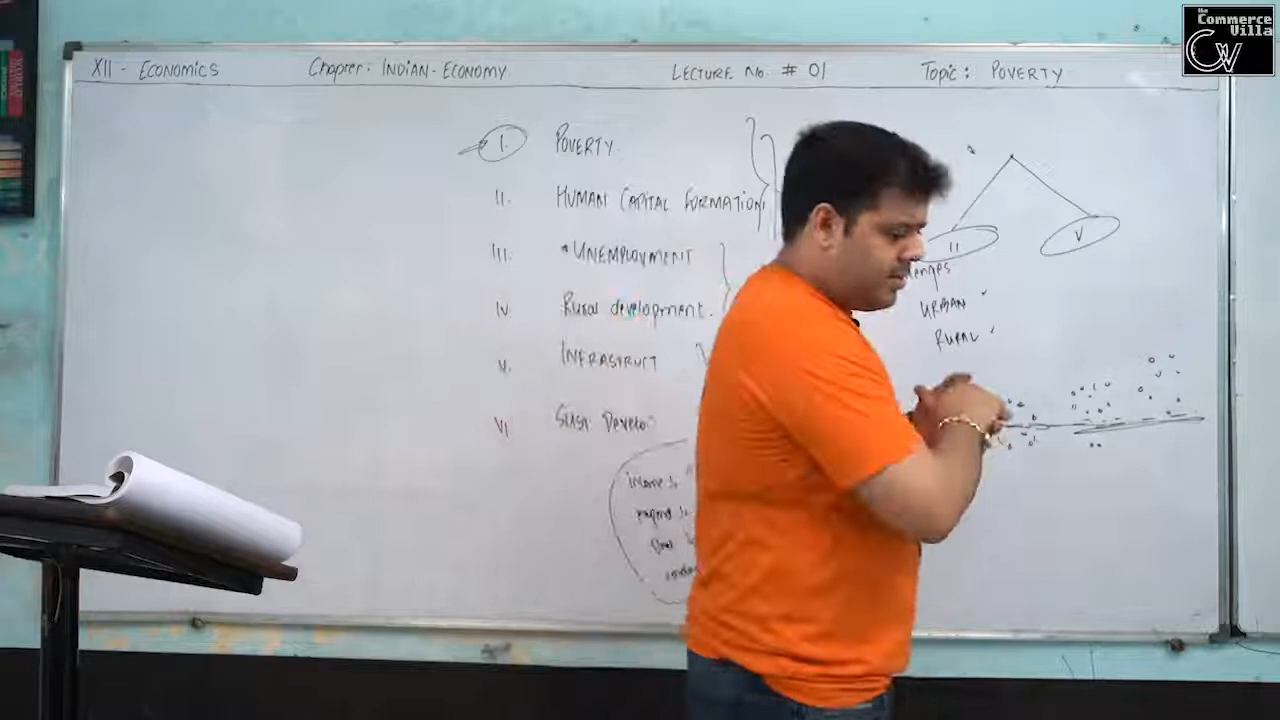 the
Commerce
Villa
CW
XII - ECONOMICS Chapter: INDIAN-ECONOMY LECTURE No. # 01 Topic: POVERTY
I. POVERTY.
II. HUMAN CAPITAL FORMATION
III. *UNEMPLOYMENT
IV. Rural development.
V. INFRASTRUCT
VI Sust Develo:
II V
URBAN
RURAL